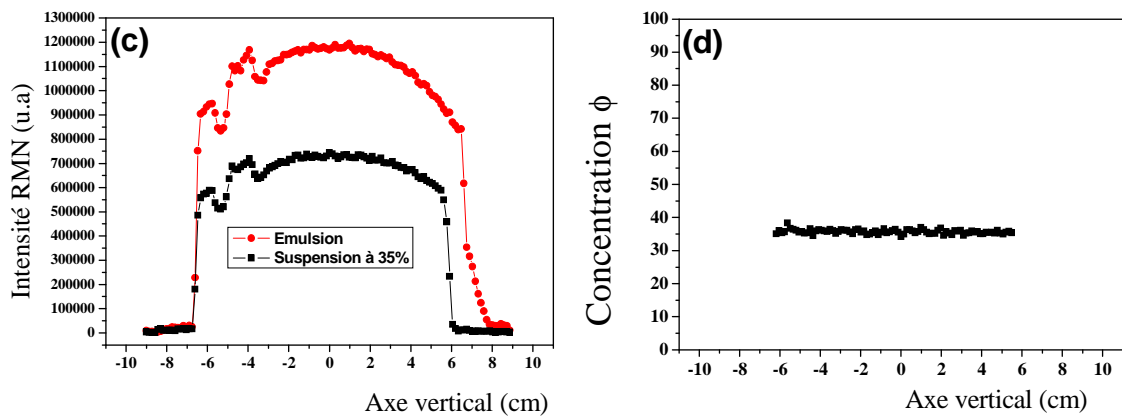 (c)
Intensité RMN (u.a)
1300000
1200000
1100000
1000000
900000
800000
700000
600000
500000
400000
300000
200000
100000
0
Emulsion
Suspension à 35%
-10 -8 -6 -4 -2 0 2 4 6 8 10
Axe vertical (cm)
(d)
Concentration ϕ
100
90
80
70
60
50
40
30
20
10
0
-10 -8 -6 -4 -2 0 2 4 6 8 10
Axe vertical (cm)